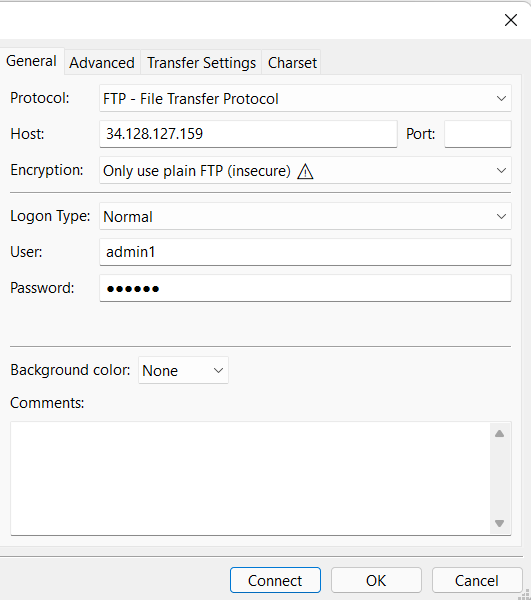 General Advanced Transfer Settings Charset
Protocol: FTP - File Transfer Protocol
Host: 34.128.127.159 Port:
Encryption: Only use plain FTP (insecure) ⚠
Logon Type: Normal
User: admin1
Password: ●●●●●●
Background color: None
Comments:
Connect OK Cancel